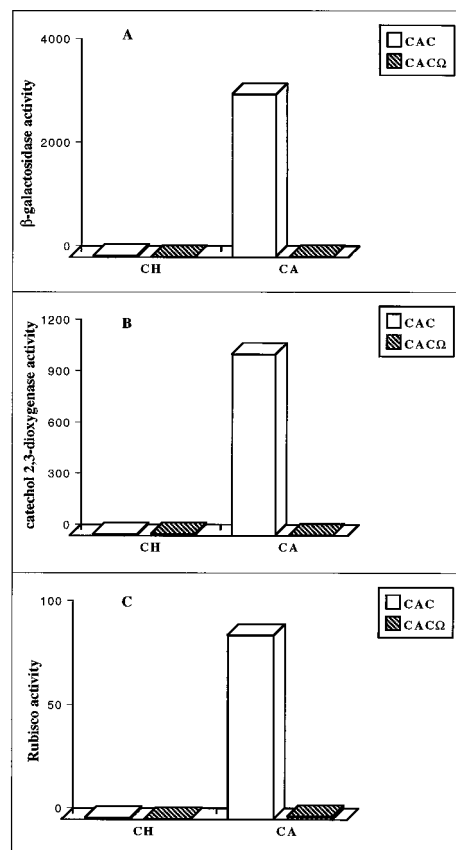 A
CAC
CACΩ
β-galactosidase activity
4000
2000
0
CH
CA
B
CAC
CACΩ
catechol 2,3-dioxygenase activity
1200
900
600
300
0
CH
CA
C
CAC
CACΩ
Rubisco activity
100
50
0
CH
CA